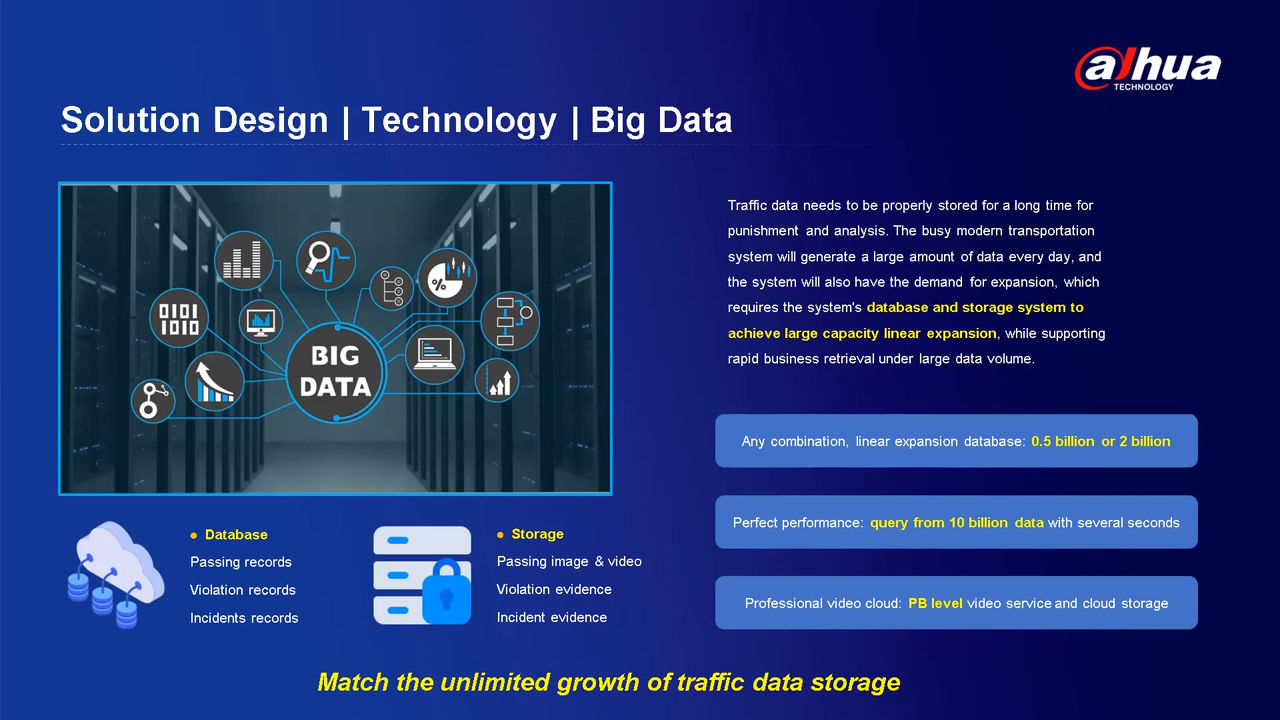 alhua
TECHNOLOGY
Solution Design | Technology | Big Data
0101
1010
%
BIG
DATA
Traffic data needs to be properly stored for a long time for
punishment and analysis. The busy modern transportation
system will generate a large amount of data every day, and
the system will also have the demand for expansion, which
requires the system's database and storage system to
achieve large capacity linear expansion, while supporting
rapid business retrieval under large data volume.
Any combination, linear expansion database: 0.5 billion or 2 billion
Perfect performance: query from 10 billion data with several seconds
Professional video cloud: PB level video service and cloud storage
● Database
Passing records
Violation records
Incidents records
● Storage
Passing image & video
Violation evidence
Incident evidence
Match the unlimited growth of traffic data storage